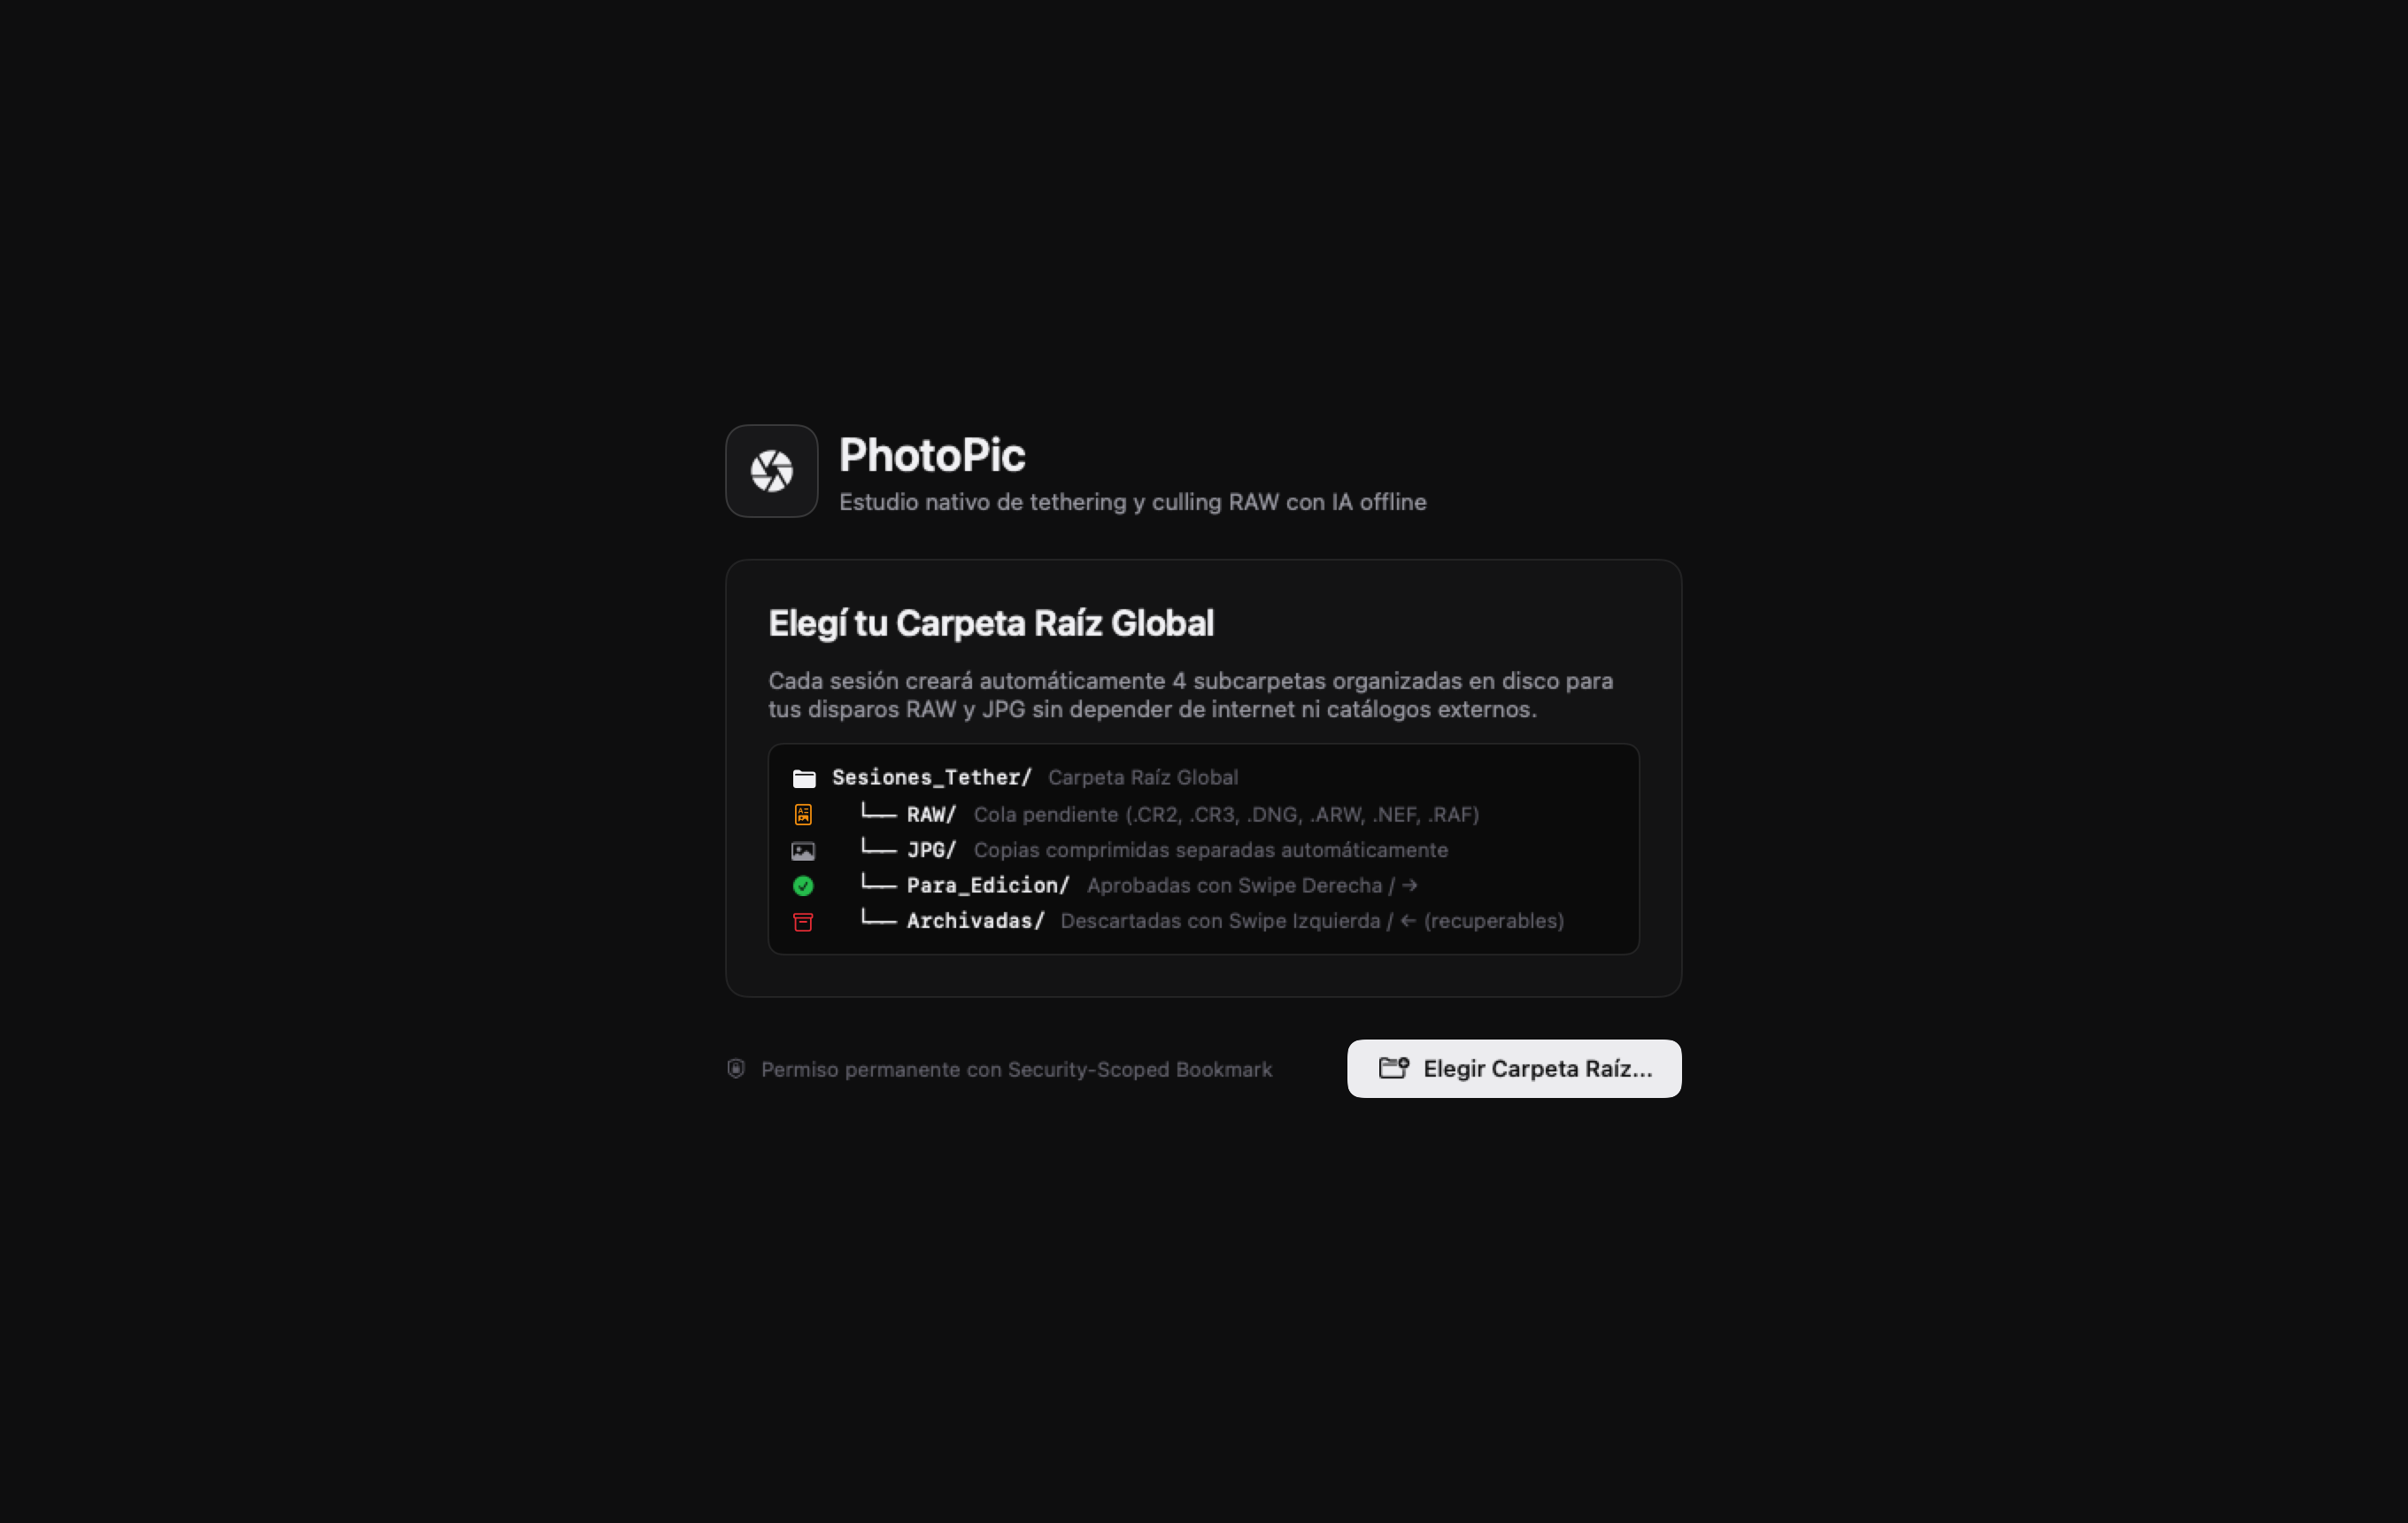 PhotoPic
Estudio nativo de tethering y culling RAW con IA offline
Elegí tu Carpeta Raíz Global
Cada sesión creará automáticamente 4 subcarpetas organizadas en disco para
tus disparos RAW y JPG sin depender de internet ni catálogos externos.
Sesiones_Tether/ Carpeta Raíz Global
└── RAW/ Cola pendiente (.CR2, .CR3, .DNG, .ARW, .NEF, .RAF)
└── JPG/ Copias comprimidas separadas automáticamente
└── Para_Edicion/ Aprobadas con Swipe Derecha / →
└── Archivadas/ Descartadas con Swipe Izquierda / ← (recuperables)
Permiso permanente con Security-Scoped Bookmark
Elegir Carpeta Raíz...